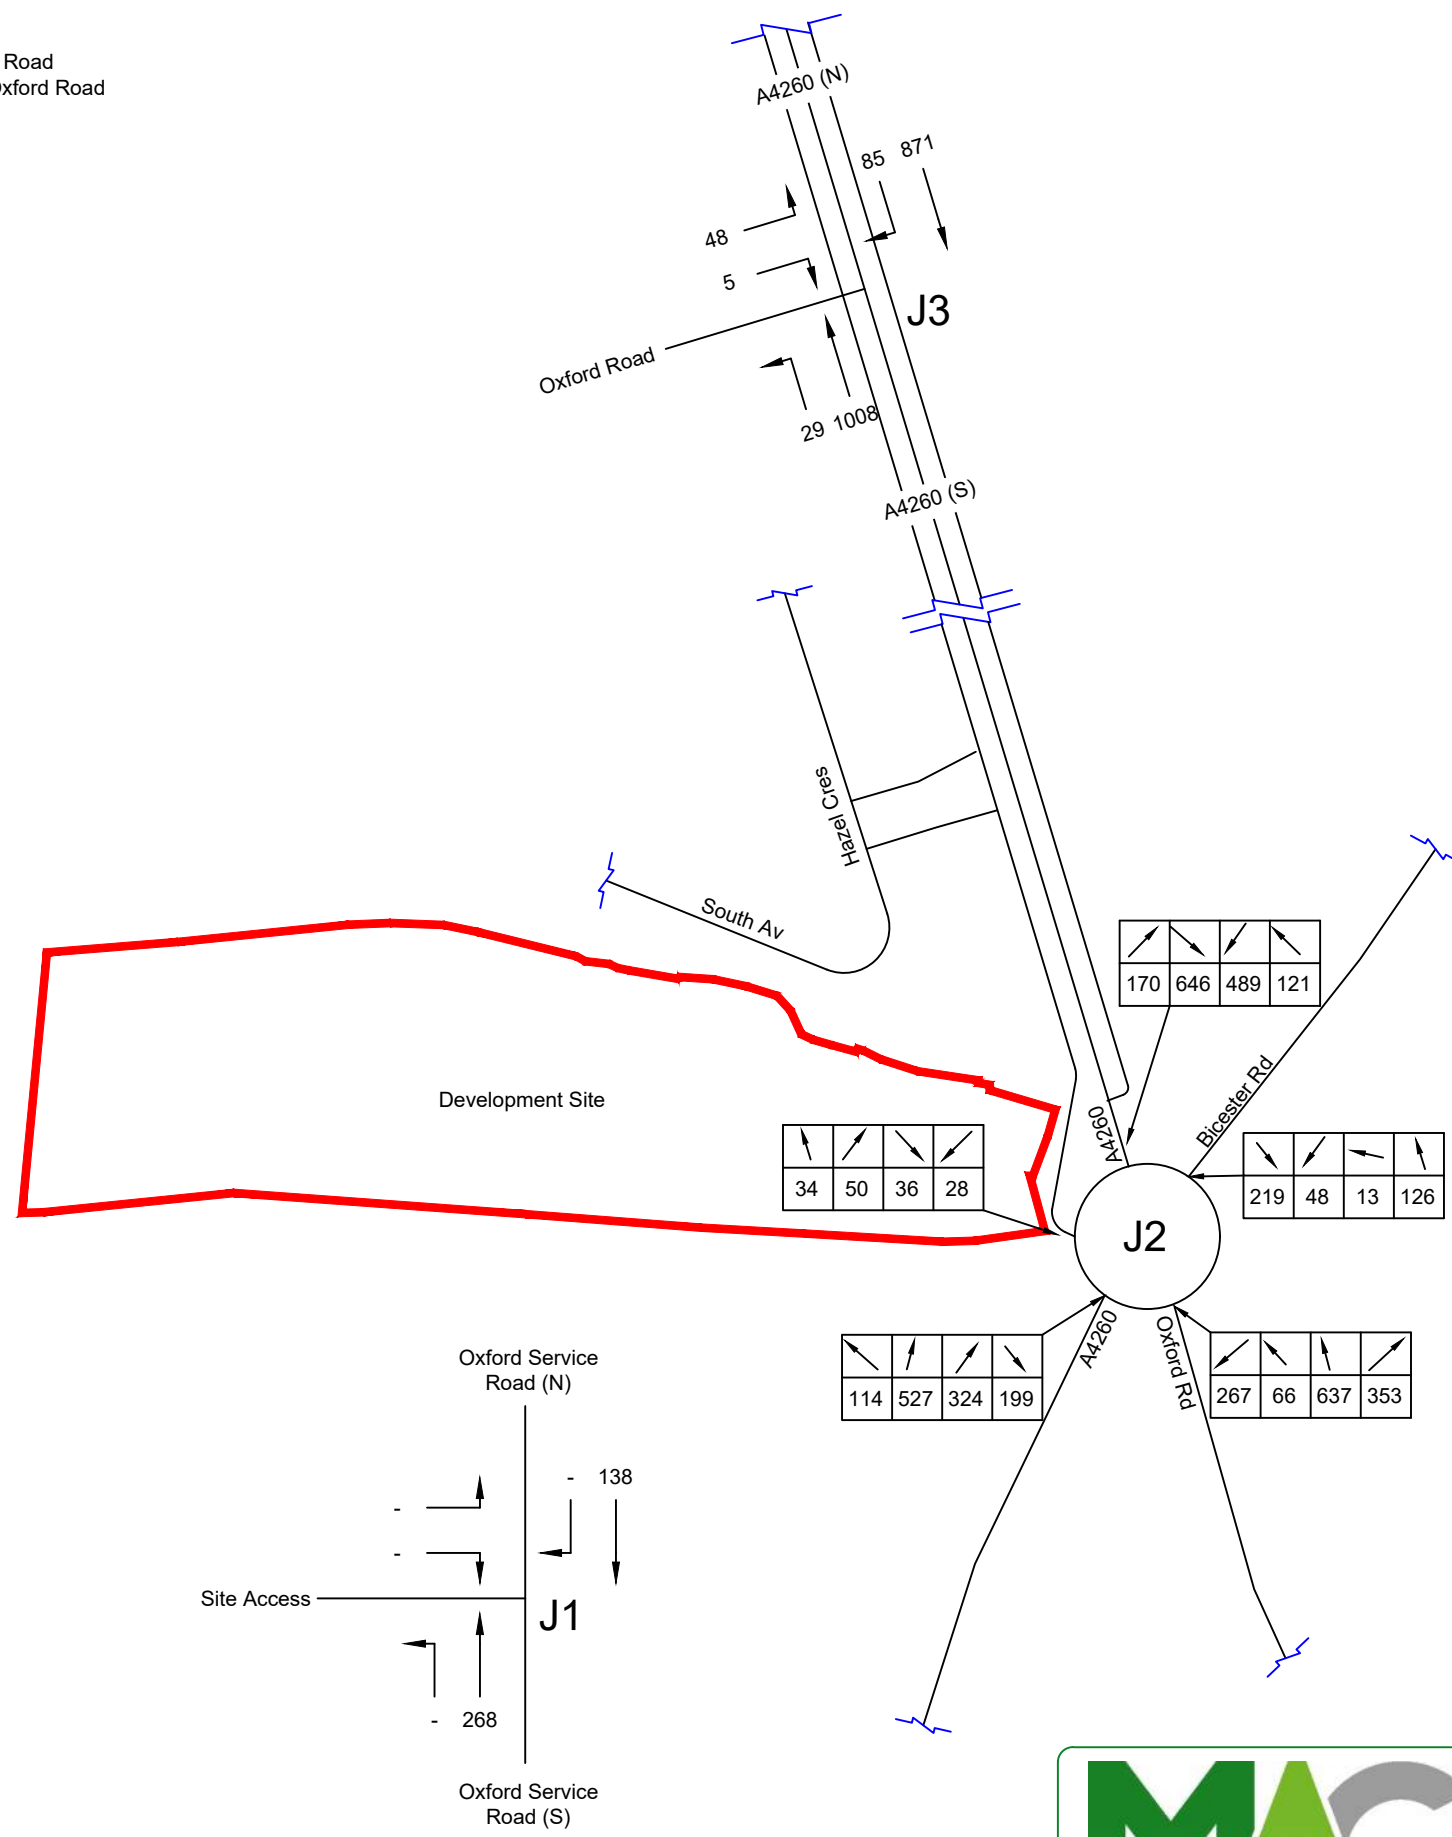 Road
Oxford Road
A4260 (N)
85 871
48
5
J3
Oxford Road
29 1008
A4260 (S)
Hazel Cres
South Av
170 646 489 121
Bicester Rd
A4260
Development Site
34 50 36 28
219 48 13 126
J2
A4260
Oxford Rd
114 527 324 199
267 66 637 353
Oxford Service
Road (N)
- 138
-
-
Site Access
J1
- 268
Oxford Service
Road (S)
MAC